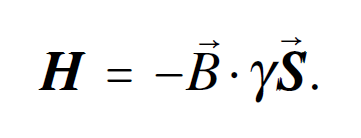 H = −B⃗ · γS⃗.